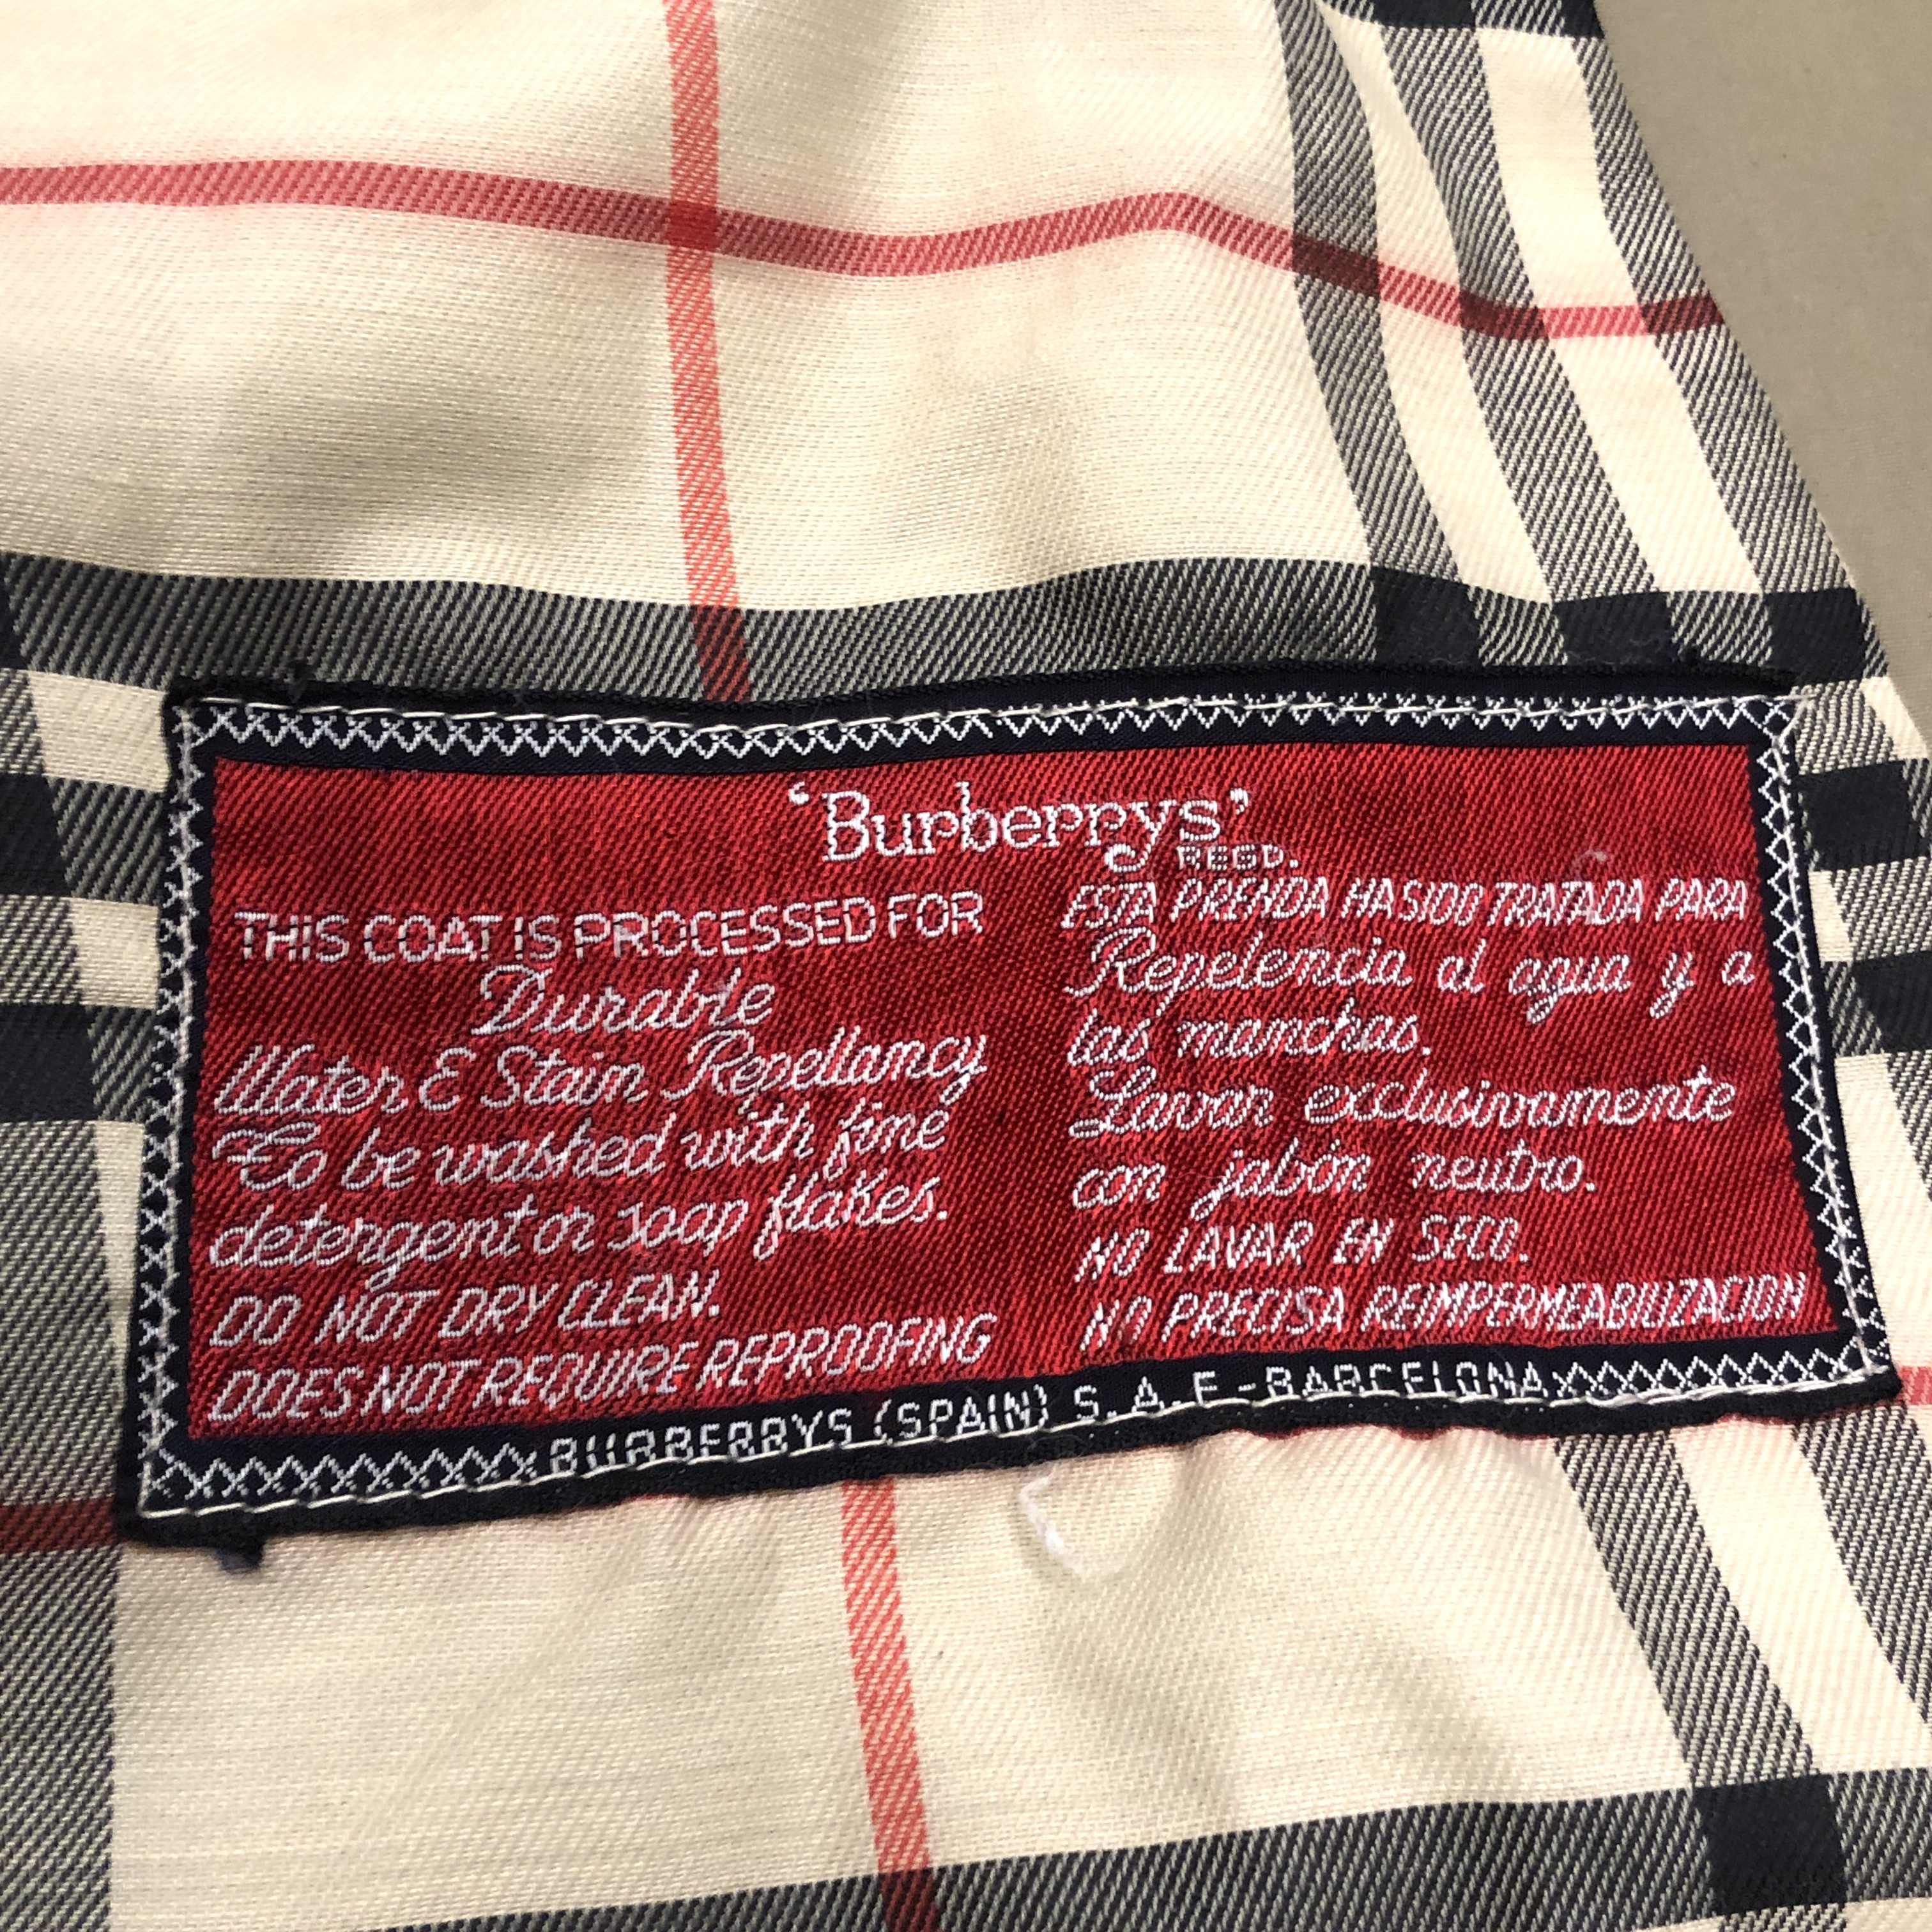 ‘Burberrys’
REGD.
THIS COAT IS PROCESSED FOR
Durable
Water & Stain Repellancy
To be washed with fine
detergent or soap flakes.
DO NOT DRY CLEAN.
DOES NOT REQUIRE REPROOFING
ESTA PRENDA HA SIDO TRATADA PARA
Repelencia al agua y a
las manchas.
Lavar exclusivamente
con jabón neutro.
NO LAVAR EN SECO.
NO PRECISA REIMPERMEABILIZACION
BURBERRYS (SPAIN) S.A.E-BARCELONA